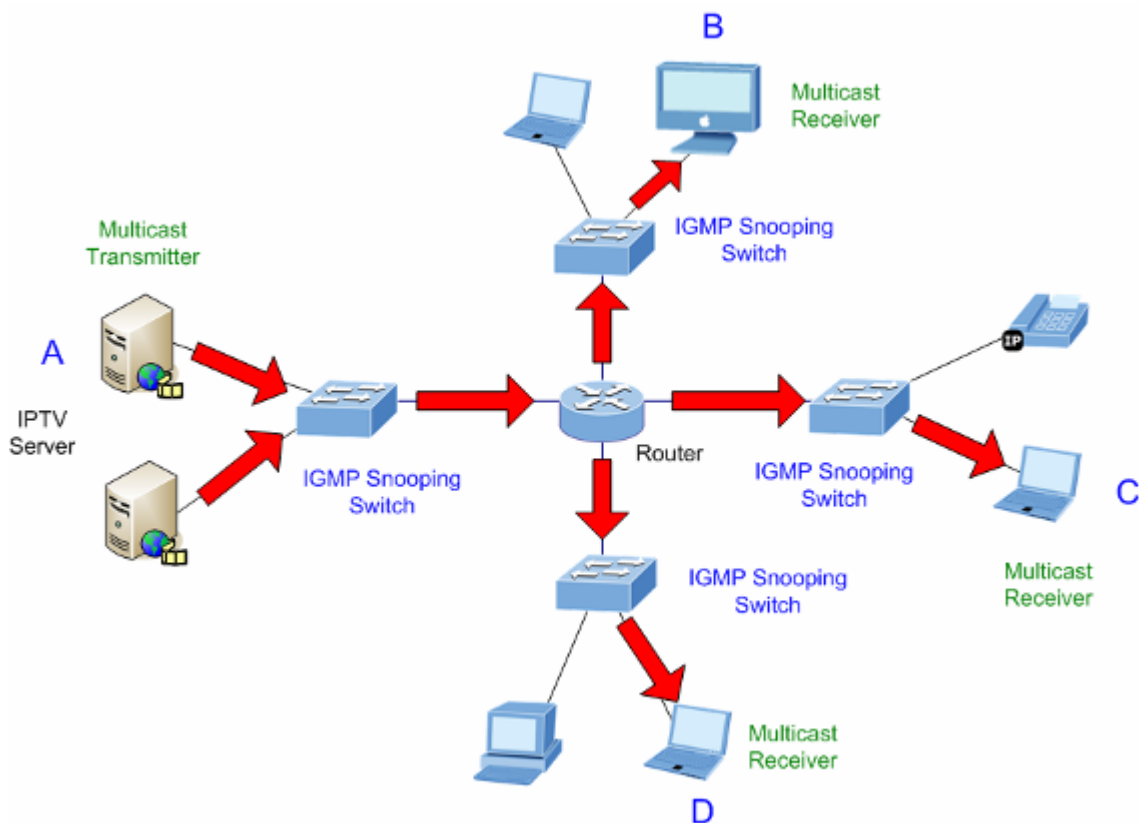 B
Multicast
Receiver
IGMP Snooping
Switch
Multicast
Transmitter
A
IPTV
Server
IGMP Snooping
Switch
Router
IP
IGMP Snooping
Switch
C
Multicast
Receiver
IGMP Snooping
Switch
Multicast
Receiver
D